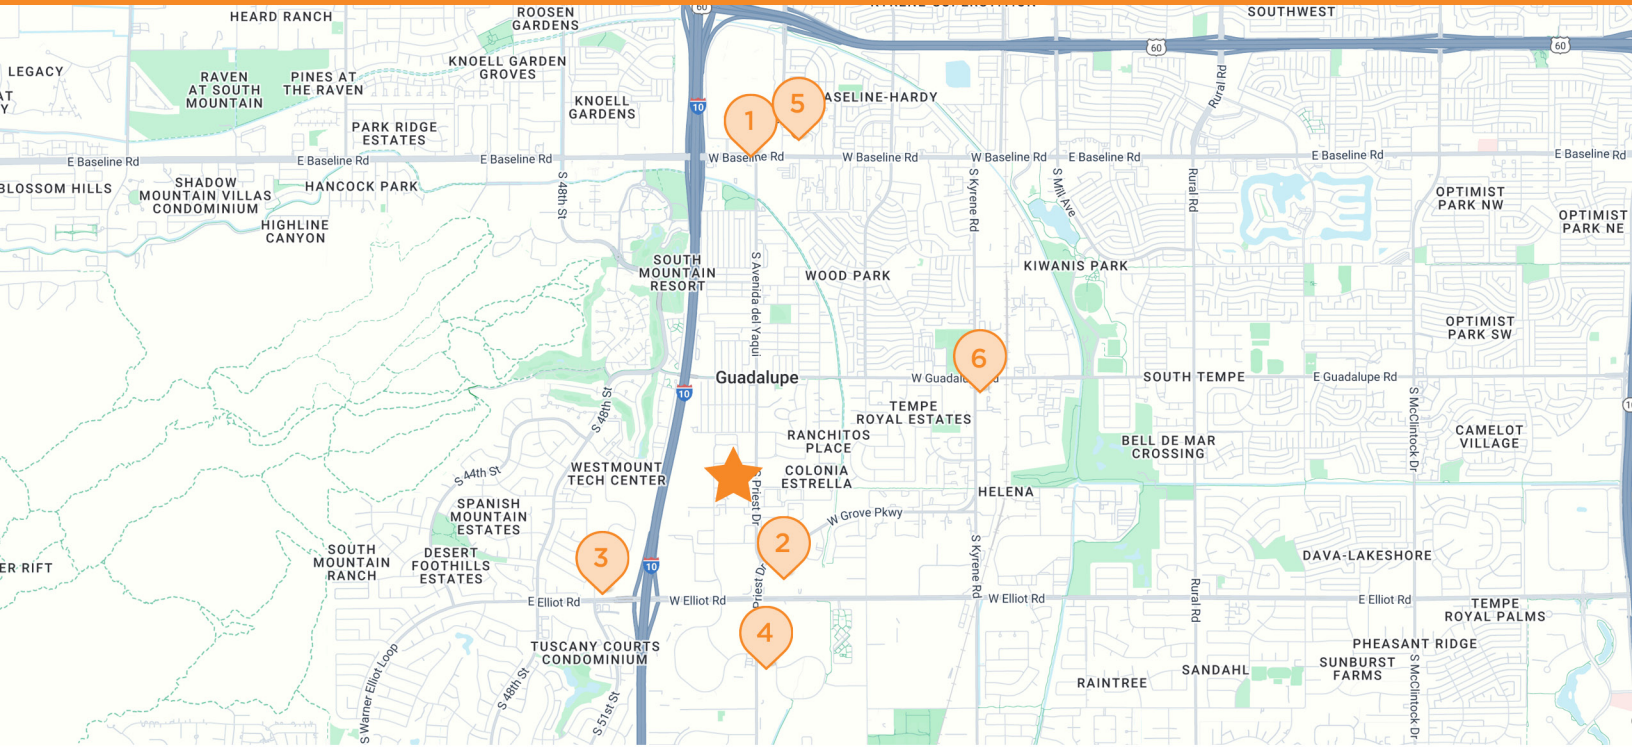 60
HEARD RANCH
ROOSEN
GARDENS
SOUTHWEST
60
60
LEGACY
RAVEN
AT SOUTH
MOUNTAIN
PINES AT
THE RAVEN
KNOELL GARDEN
GROVES
KNOELL
GARDENS
10
1
5
ASELINE-HARDY
Rural Rd
AT
Y
PARK RIDGE
ESTATES
E Baseline Rd
E Baseline Rd
E Baseline Rd
W Baseline Rd
W Baseline Rd
W Baseline Rd
E Baseline Rd
E Baseline Rd
E Baseline Rd
BLOSSOM HILLS
SHADOW
MOUNTAIN VILLAS
CONDOMINIUM
HANCOCK PARK
S 48th St
S Kyrene Rd
S Mill Ave
Rural Rd
OPTIMIST
PARK NW
OPTIMIST
PARK NE
HIGHLINE
CANYON
SOUTH
MOUNTAIN
RESORT
S Avenida del Yaqui
WOOD PARK
KIWANIS PARK
OPTIMIST
PARK SW
6
10
Guadalupe
W Guadal
d
SOUTH TEMPE
E Guadalupe Rd
S 48th St
TEMPE
ROYAL ESTATES
S McClintock Dr
10
RANCHITOS
PLACE
BELL DE MAR
CROSSING
CAMELOT
VILLAGE
S 44th St
WESTMOUNT
TECH CENTER
S Priest Dr
COLONIA
ESTRELLA
HELENA
SPANISH
MOUNTAIN
ESTATES
W Grove Pkwy
SOUTH
MOUNTAIN
RANCH
DESERT
FOOTHILLS
ESTATES
3
10
2
S Kyrene Rd
DAVA-LAKESHORE
ER RIFT
Priest Dr
E Elliot Rd
W Elliot Rd
W Elliot Rd
Rural Rd
E Elliot Rd
TEMPE
ROYAL PALMS
4
TUSCANY COURTS
CONDOMINIUM
PHEASANT RIDGE
S Warner Elliot Loop
S 48th St
S 51st St
RAINTREE
SANDAHL
SUNBURST
FARMS
S McClintock Dr